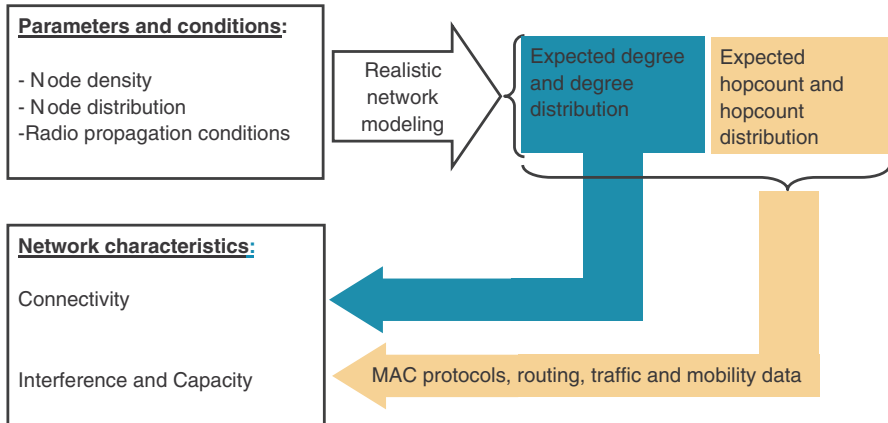 Parameters and conditions:
- Node density
- Node distribution
-Radio propagation conditions
Realistic
network
modeling
Expected degree
and degree
distribution
Expected
hopcount and
hopcount
distribution
Network characteristics:
Connectivity
Interference and Capacity
MAC protocols, routing, traffic and mobility data